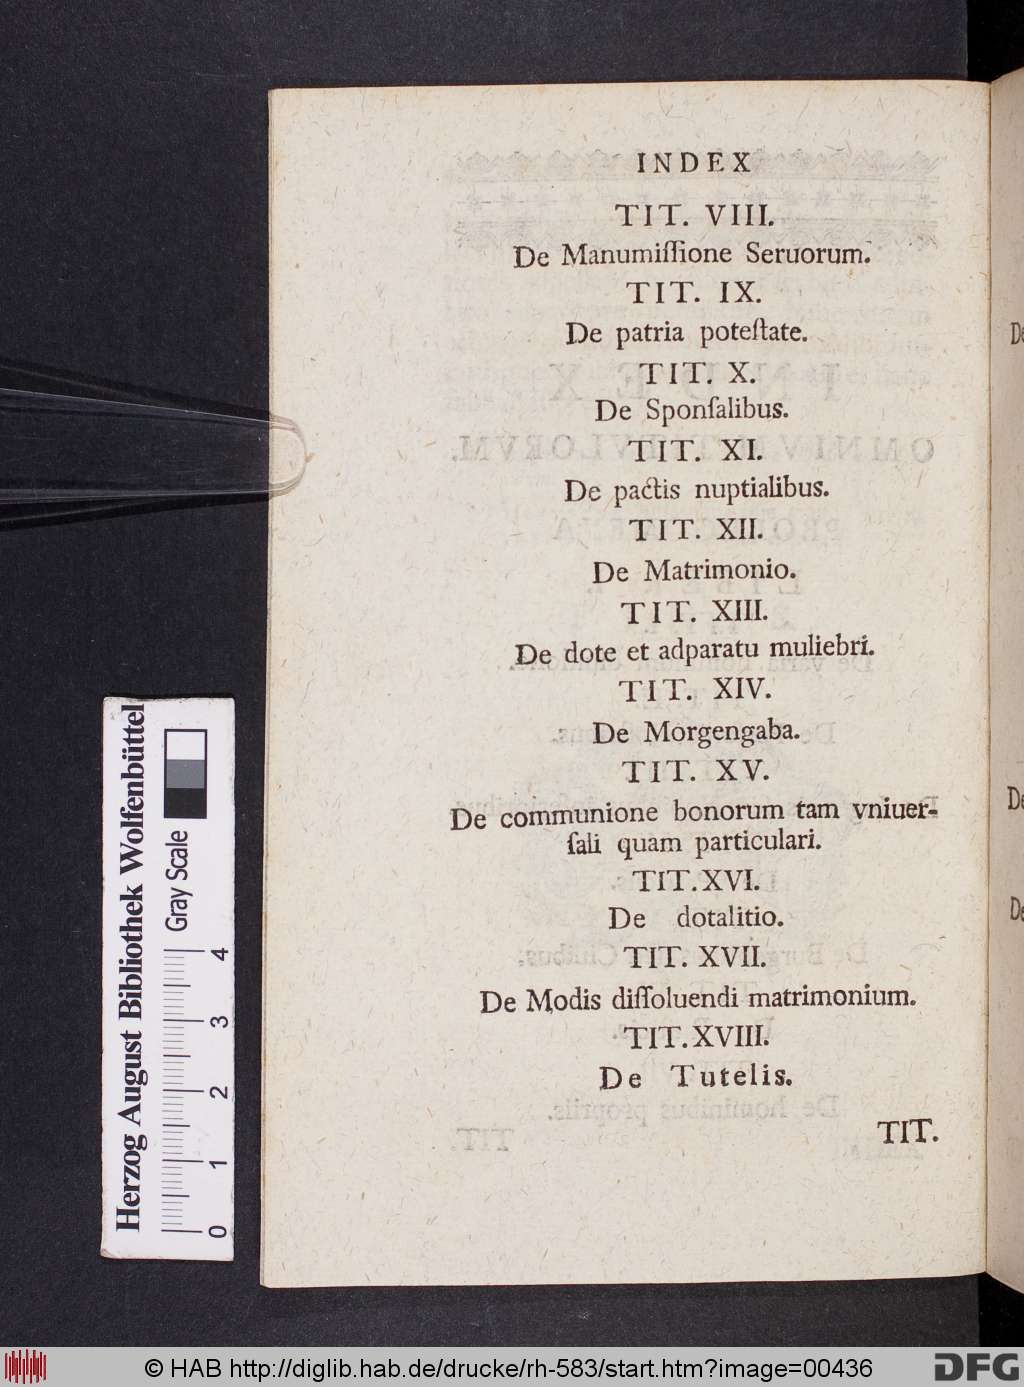 INDEX
TIT. VIII.
De Manumiſſione Seruorum.
TIT. IX.
De patria poteſtate.
TIT. X.
De Sponſalibus.
TIT. XI.
De pactis nuptialibus.
TIT. XII.
De Matrimonio.
TIT. XIII.
De dote et adparatu muliebri.
TIT. XIV.
De Morgengaba.
TIT. XV.
De communione bonorum tam vniuer-
ſali quam particulari.
TIT. XVI.
De dotalitio.
TIT. XVII.
De Modis diſſoluendi matrimonium.
TIT. XVIII.
De Tutelis.
TIT.
De
De
De
Herzog August Bibliothek Wolfenbüttel
Gray Scale
0 1 2 3 4
© HAB http://diglib.hab.de/drucke/rh-583/start.htm?image=00436
DFG